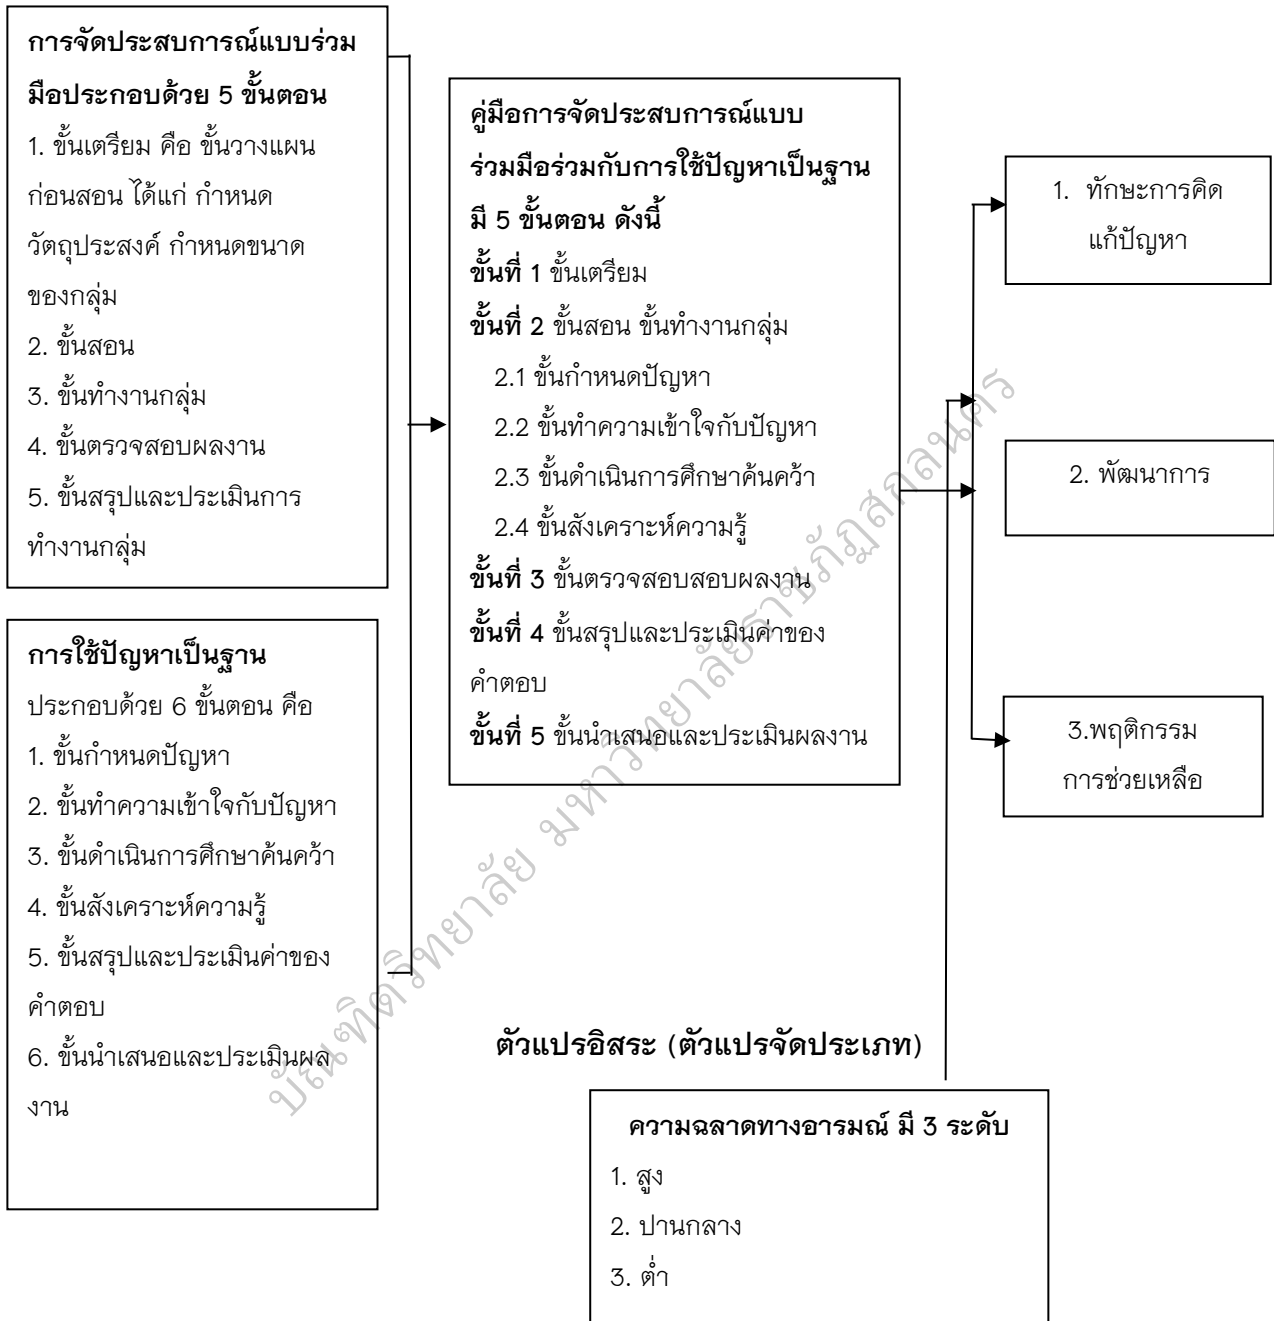 การจัดประสบการณ์แบบร่วม
มือประกอบด้วย 5 ขั้นตอน
1. ขั้นเตรียม คือ ขั้นวางแผน
ก่อนสอน ได้แก่ กำหนด
วัตถุประสงค์ กำหนดขนาด
ของกลุ่ม
2. ขั้นสอน
3. ขั้นทำงานกลุ่ม
4. ขั้นตรวจสอบผลงาน
5. ขั้นสรุปและประเมินการ
ทำงานกลุ่ม
การใช้ปัญหาเป็นฐาน
ประกอบด้วย 6 ขั้นตอน คือ
1. ขั้นกำหนดปัญหา
2. ขั้นทำความเข้าใจกับปัญหา
3. ขั้นดำเนินการศึกษาค้นคว้า
4. ขั้นสังเคราะห์ความรู้
5. ขั้นสรุปและประเมินค่าของ
คำตอบ
6. ขั้นนำเสนอและประเมินผล
งาน
คู่มือการจัดประสบการณ์แบบ
ร่วมมือร่วมกับการใช้ปัญหาเป็นฐาน
มี 5 ขั้นตอน ดังนี้
ขั้นที่ 1 ขั้นเตรียม
ขั้นที่ 2 ขั้นสอน ขั้นทำงานกลุ่ม
2.1 ขั้นกำหนดปัญหา
2.2 ขั้นทำความเข้าใจกับปัญหา
2.3 ขั้นดำเนินการศึกษาค้นคว้า
2.4 ขั้นสังเคราะห์ความรู้
ขั้นที่ 3 ขั้นตรวจสอบสอบผลงาน
ขั้นที่ 4 ขั้นสรุปและประเมินค่าของ
คำตอบ
ขั้นที่ 5 ขั้นนำเสนอและประเมินผลงาน
1. ทักษะการคิด
แก้ปัญหา
2. พัฒนาการ
3.พฤติกรรม
การช่วยเหลือ
ตัวแปรอิสระ (ตัวแปรจัดประเภท)
ความฉลาดทางอารมณ์ มี 3 ระดับ
1. สูง
2. ปานกลาง
3. ต่ำ
บัณฑิตวิทยาลัย มหาวิทยาลัยราชภัฏสกลนคร